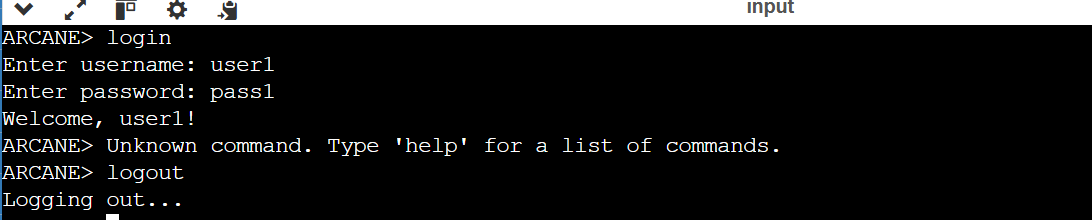 input
ARCANE> login
Enter username: user1
Enter password: pass1
Welcome, user1!
ARCANE> Unknown command. Type 'help' for a list of commands.
ARCANE> logout
Logging out...